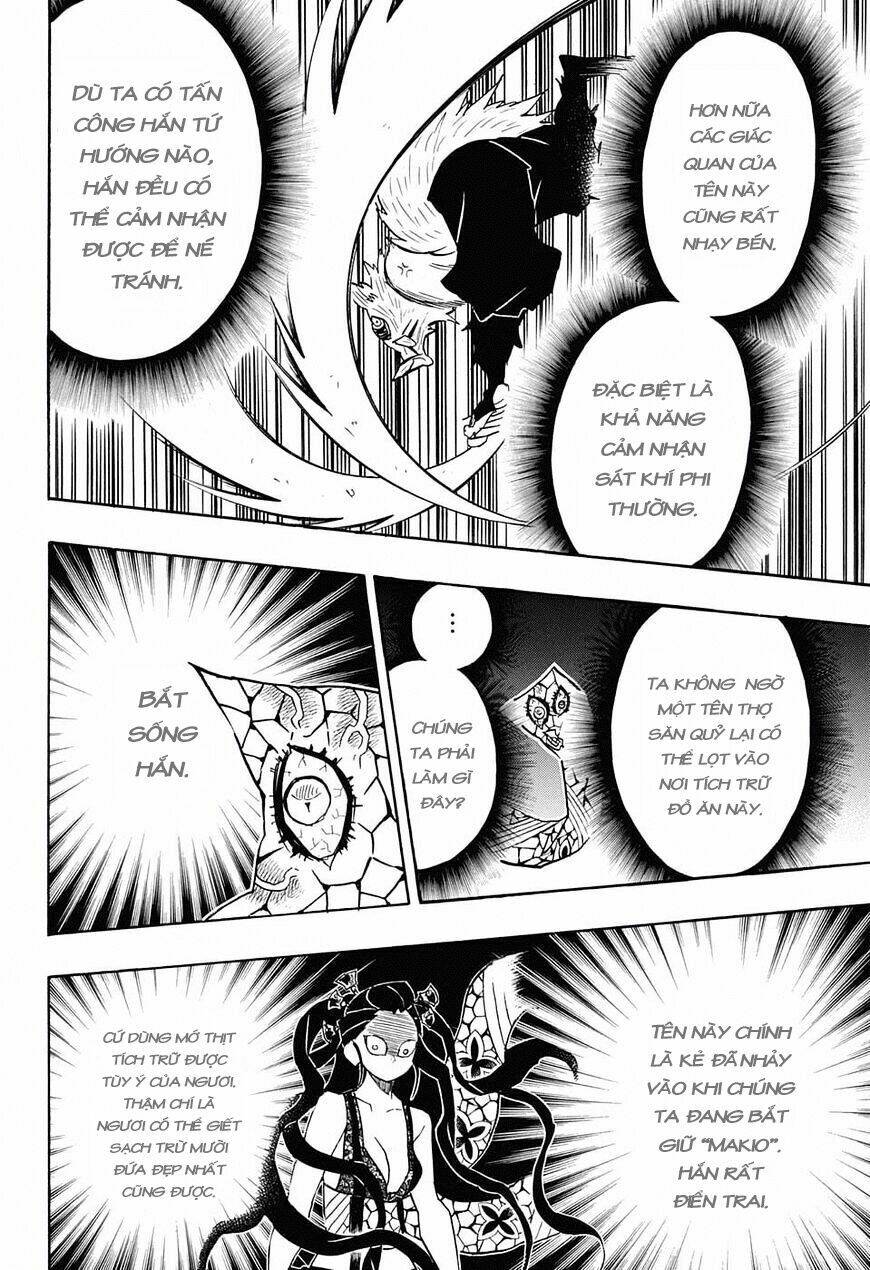 HƠN NỮA
CÁC GIÁC
QUAN CỦA
TÊN NÀY
CŨNG RẤT
NHẠY BÉN.
ĐẶC BIỆT LÀ
KHẢ NĂNG
CẢM NHẬN
SÁT KHÍ PHI
THƯỜNG.
DÙ TA CÓ TẤN
CÔNG HẮN TỨ
HƯỚNG NÀO,
HẮN ĐỀU CÓ
THỂ CẢM NHẬN
ĐƯỢC ĐỂ NÉ
TRÁNH.
TA KHÔNG NGỜ
MỘT TÊN THỢ
SĂN QUỶ LẠI CÓ
THỂ LỌT VÀO
NƠI TÍCH TRỮ
ĐỒ ĂN NÀY.
...
CHÚNG
TA PHẢI
LÀM GÌ
ĐÂY?
BẮT
SỐNG
HẮN.
TÊN NÀY CHÍNH
LÀ KẺ ĐÃ NHẢY
VÀO KHI CHÚNG
TA ĐANG BẮT
GIỮ “MAKIO”.
HẮN RẤT
ĐIỂN TRAI.
CỨ DÙNG MỚ THỊT
TÍCH TRỮ ĐƯỢC
TÙY Ý CỦA NGƯƠI.
THẬM CHÍ LÀ
NGƯƠI CÓ THỂ GIẾT
SẠCH TRỪ MƯỜI
ĐỨA ĐẸP NHẤT
CŨNG ĐƯỢC.